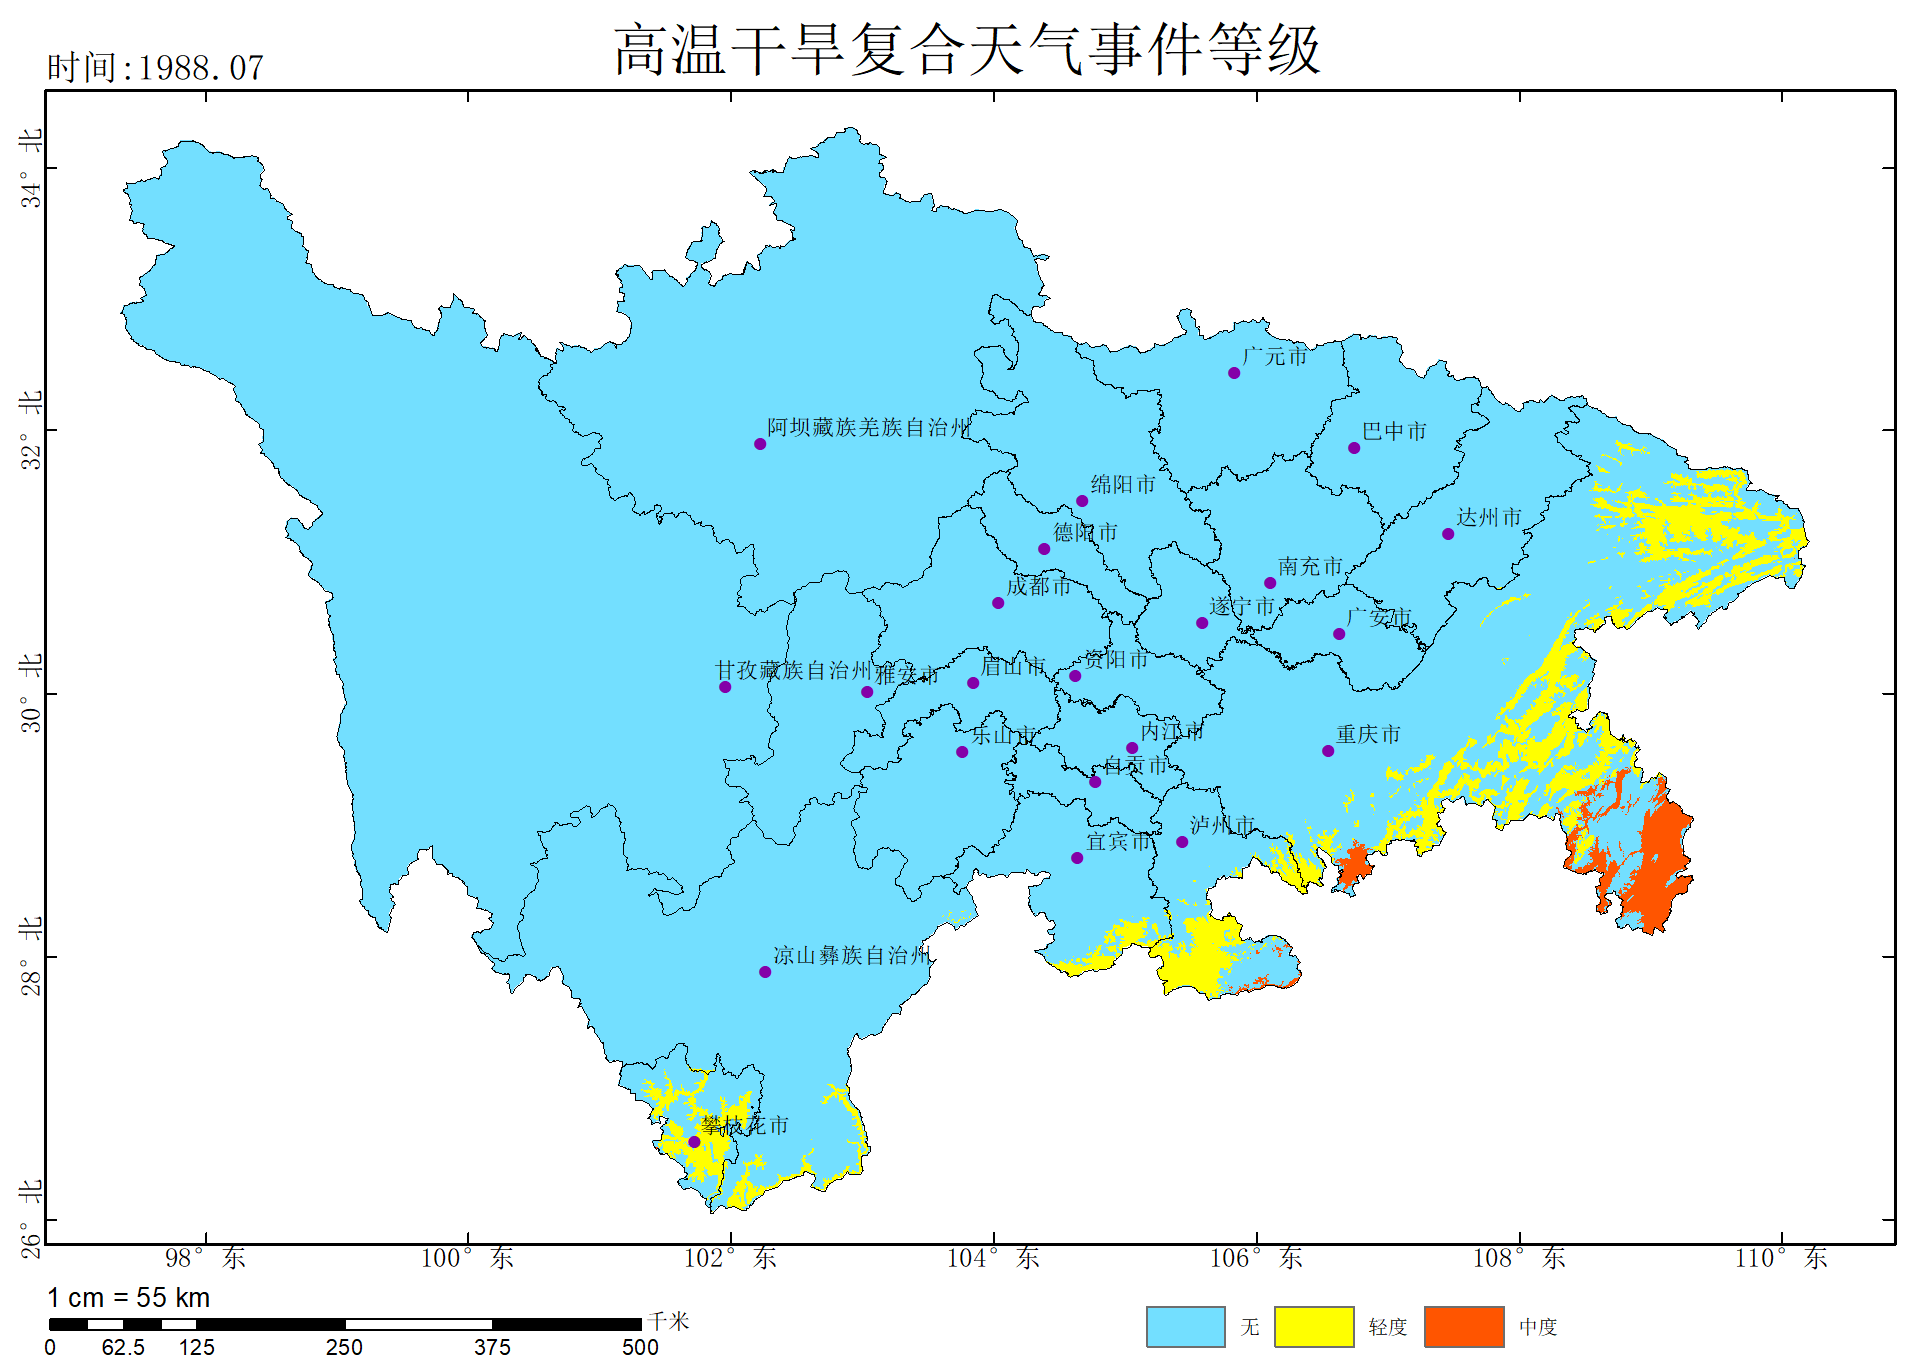 高温干旱复合天气事件等级
时间:1988.07
34° 北
32° 北
30° 北
28° 北
26° 北
广元市
阿坝藏族羌族自治州
巴中市
绵阳市
达州市
德阳市
南充市
成都市
遂宁市
广安市
甘孜藏族自治州
雅安市
眉山市
资阳市
乐山市
内江市
重庆市
自贡市
宜宾市
泸州市
凉山彝族自治州
攀枝花市
98° 东
100° 东
102° 东
104° 东
106° 东
108° 东
110° 东
1 cm = 55 km
千米
0 62.5 125 250 375 500
无 轻度 中度